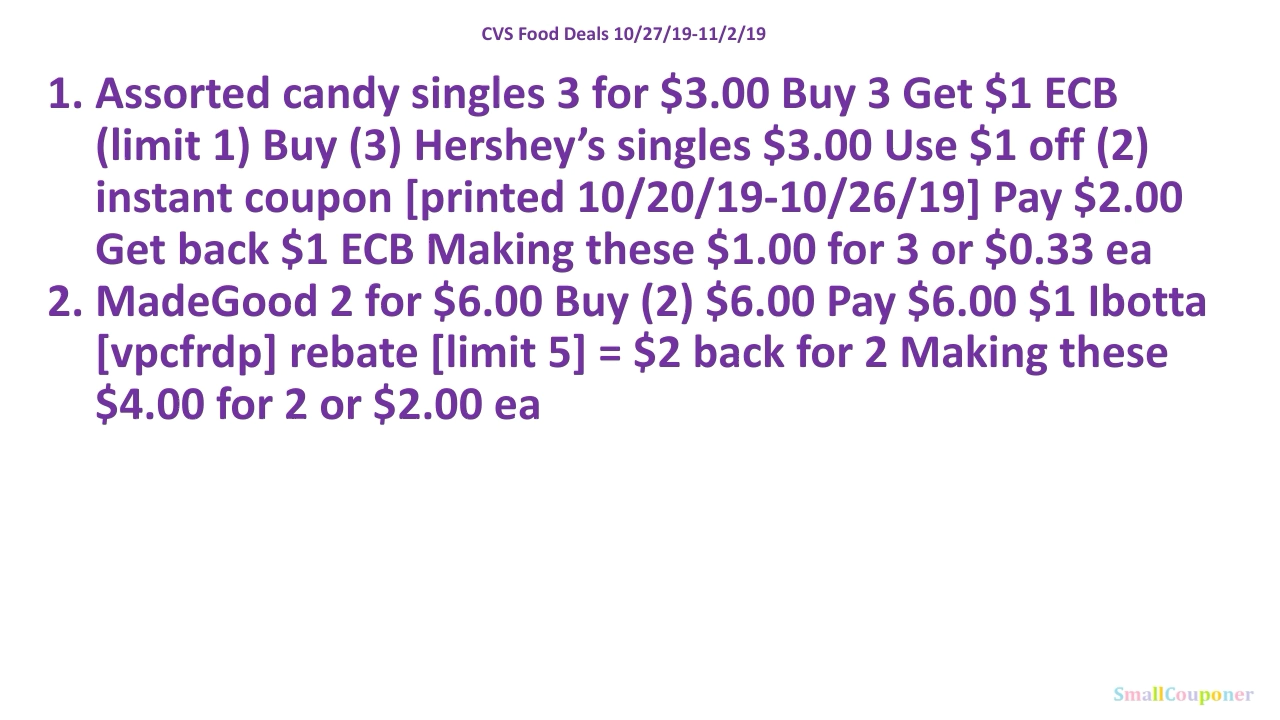 CVS Food Deals 10/27/19-11/2/19
1. Assorted candy singles 3 for $3.00 Buy 3 Get $1 ECB
(limit 1) Buy (3) Hershey’s singles $3.00 Use $1 off (2)
instant coupon [printed 10/20/19-10/26/19] Pay $2.00
Get back $1 ECB Making these $1.00 for 3 or $0.33 ea
2. MadeGood 2 for $6.00 Buy (2) $6.00 Pay $6.00 $1 Ibotta
[vpcfrdp] rebate [limit 5] = $2 back for 2 Making these
$4.00 for 2 or $2.00 ea
SmallCouponer